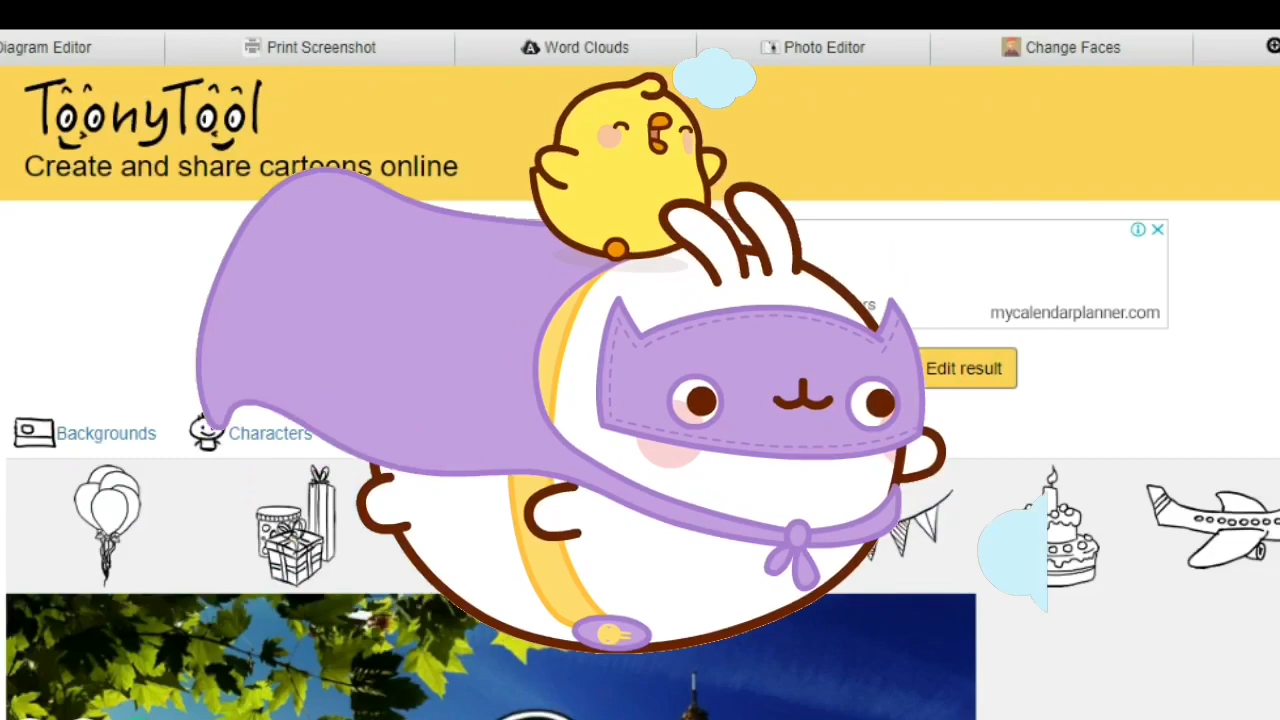 Diagram Editor
Print Screenshot
Word Clouds
Photo Editor
Change Faces
ToonyTool
Create and share cartoons online
mycalendarplanner.com
Edit result
Backgrounds
Characters